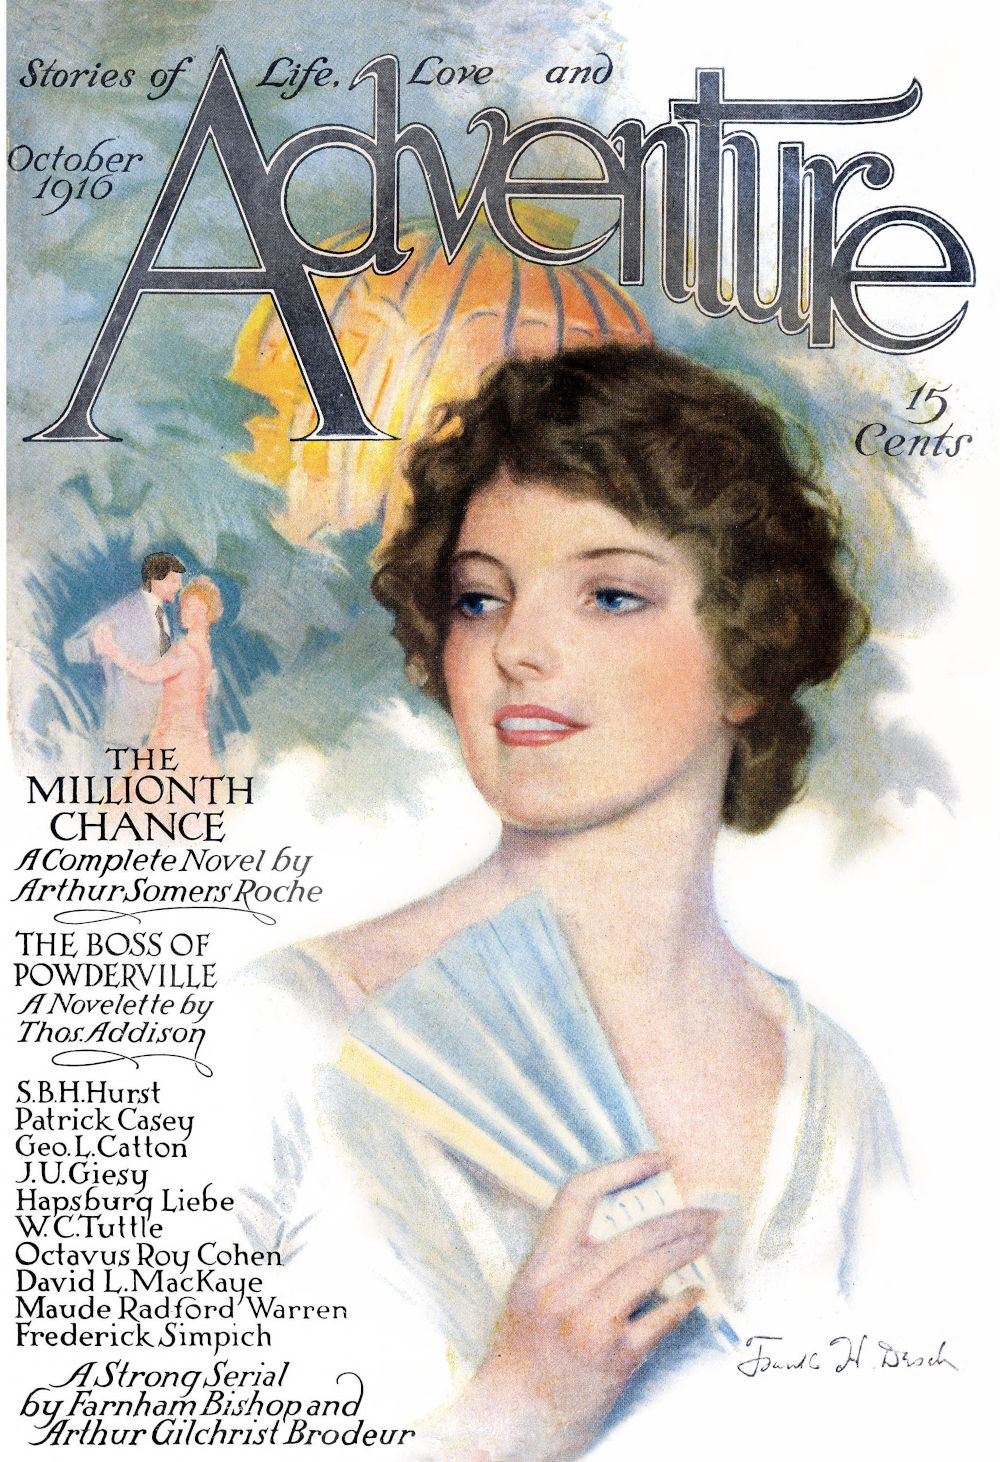 Stories of Life, Love and
Adventure
October
1916
15
Cents
THE
MILLIONTH
CHANCE
A Complete Novel by
Arthur Somers Roche
THE BOSS OF
POWDERVILLE
A Novelette by
Thos. Addison
S.B.H. Hurst
Patrick Casey
Geo. L. Catton
J.U. Giesy
Hapsburg Liebe
W.C. Tuttle
Octavus Roy Cohen
David L. MacKaye
Maude Radford Warren
Frederick Simpich
A Strong Serial
by Farnham Bishop and
Arthur Gilchrist Brodeur
Frank H. Desch